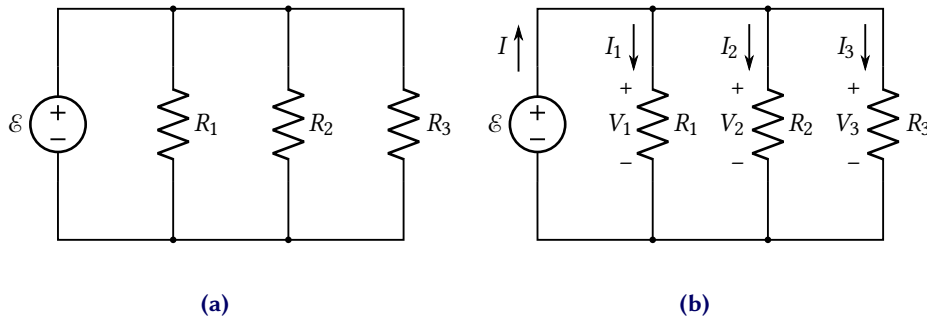 ℰ
+
−
R1
R2
R3
(a)
I
I1
I2
I3
ℰ
+
−
+
V1
−
R1
+
V2
−
R2
+
V3
−
R3
(b)